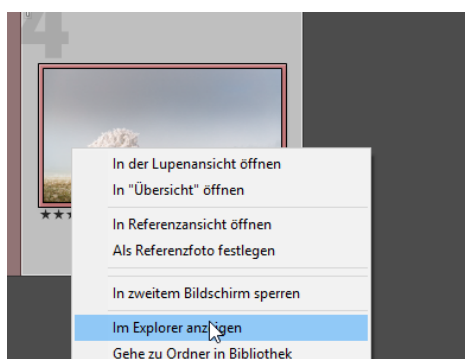 4
In der Lupenansicht öffnen
In "Übersicht" öffnen
★★★
In Referenzansicht öffnen
Als Referenzfoto festlegen
In zweitem Bildschirm sperren
Im Explorer anzeigen
Gehe zu Ordner in Bibliothek